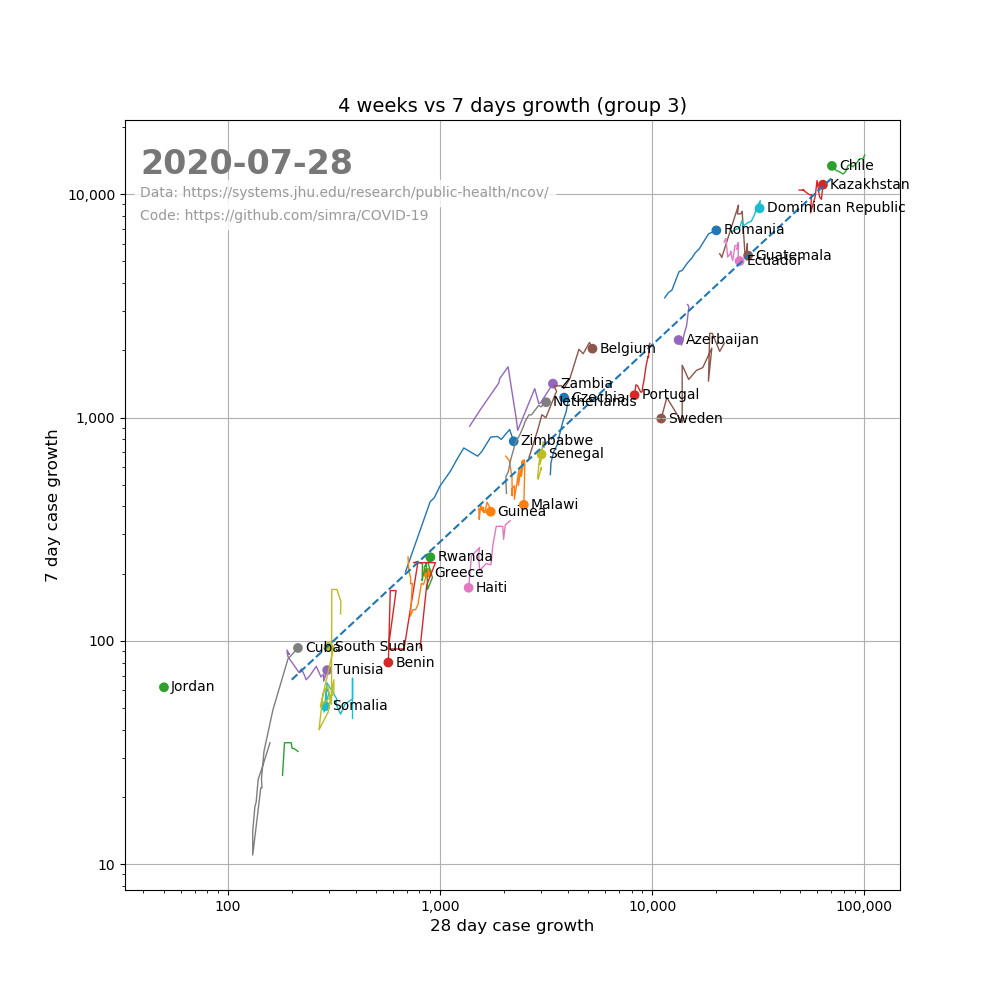 4 weeks vs 7 days growth (group 3)
2020-07-28
Data: https://systems.jhu.edu/research/public-health/ncov/
Code: https://github.com/simra/COVID-19
7 day case growth
10,000
1,000
100
10
Chile
Kazakhstan
Dominican Republic
Romania
Guatemala
Ecuador
Azerbaijan
Belgium
Zambia
Czechia
Netherlands
Portugal
Sweden
Zimbabwe
Senegal
Malawi
Guinea
Rwanda
Greece
Haiti
Cuba
South Sudan
Benin
Tunisia
Jordan
Somalia
100
1,000
10,000
100,000
28 day case growth